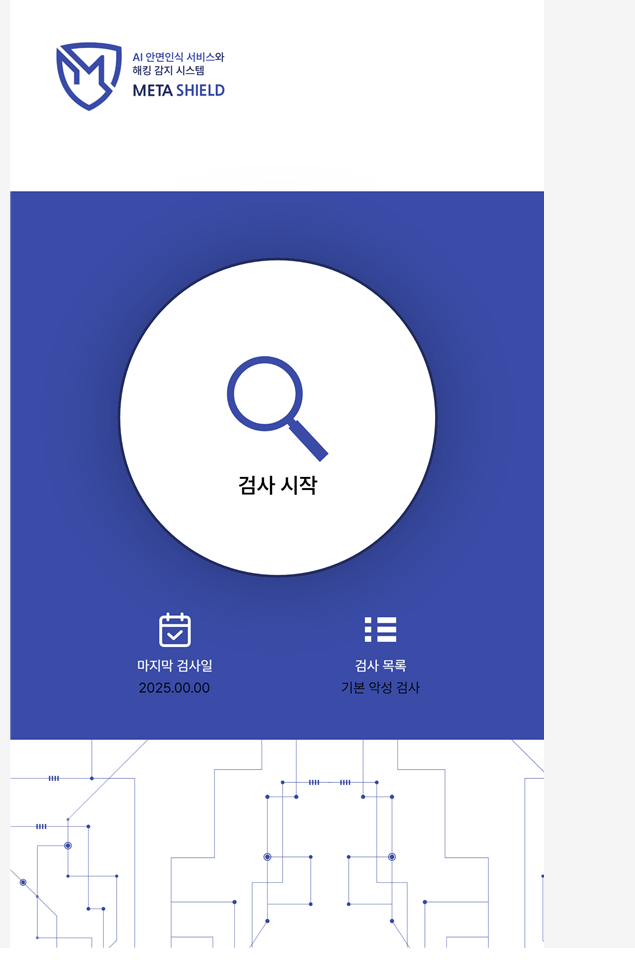 AI 안면인식 서비스와
해킹 감지 시스템
META SHIELD
검사 시작
마지막 검사일
2025.00.00
검사 목록
기본 악성 검사